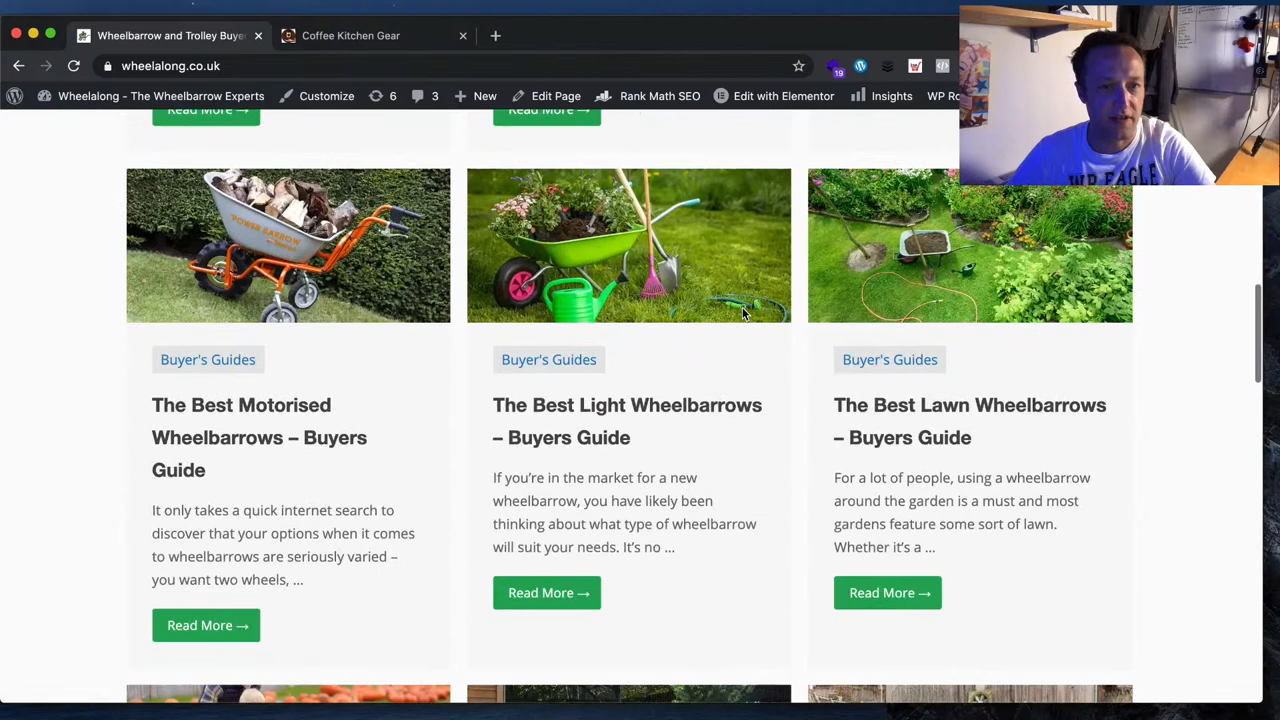 Wheelbarrow and Trolley Buye
Coffee Kitchen Gear
wheelalong.co.uk
19
Wheelalong - The Wheelbarrow Experts
Customize
6
3
New
Edit Page
Rank Math SEO
Edit with Elementor
Insights
WP Ro
Read More →
Read More →
POWER BARROW
WP EAGLE
Buyer's Guides
Buyer's Guides
Buyer's Guides
The Best Motorised
Wheelbarrows – Buyers
Guide
The Best Light Wheelbarrows
– Buyers Guide
The Best Lawn Wheelbarrows
– Buyers Guide
It only takes a quick internet search to
discover that your options when it comes
to wheelbarrows are seriously varied –
you want two wheels, ...
If you're in the market for a new
wheelbarrow, you have likely been
thinking about what type of wheelbarrow
will suit your needs. It's no ...
For a lot of people, using a wheelbarrow
around the garden is a must and most
gardens feature some sort of lawn.
Whether it's a ...
Read More →
Read More →
Read More →